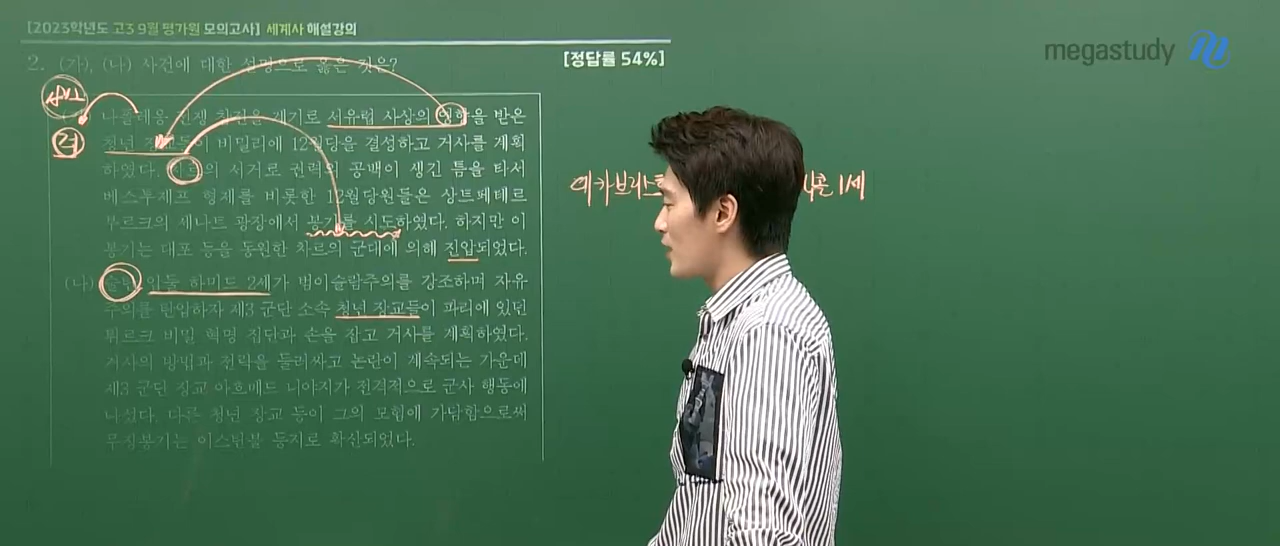 [2023학년도 고3 9월 평가원 모의고사] 세계사 해설강의
megastudy
[정답률 54%]
2. (가), (나) 사건에 대한 설명으로 옳은 것은?
나폴레옹 전쟁 참전을 계기로 서유럽 사상의 영향을 받은
청년 장교들이 비밀리에 12월당을 결성하고 거사를 계획
하였다. 차르의 서거로 권력의 공백이 생긴 틈을 타서
베스투제프 형제를 비롯한 12월당원들은 상트페테르
부르크의 세나트 광장에서 봉기를 시도하였다. 하지만 이
봉기는 대포 등을 동원한 차르의 군대에 의해 진압되었다.
(나) 술탄 압둘 하미드 2세가 범이슬람주의를 강조하며 자유
주의를 탄압하자 제3 군단 소속 청년 장교들이 파리에 있던
튀르크 비밀 혁명 집단과 손을 잡고 거사를 계획하였다.
거사의 방법과 전략을 둘러싸고 논란이 계속되는 가운데
제3 군단 장교 아흐메드 니야지가 전격적으로 군사 행동에
나섰다. 다른 청년 장교 등이 그의 모험에 가담함으로써
무장봉기는 이스탄불 등지로 확산되었다.
데카브리스트
1세